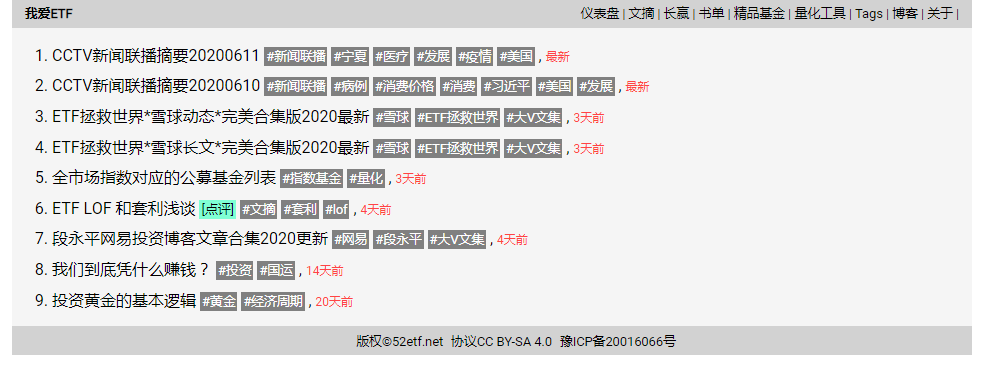 我爱ETF 仪表盘 | 文摘 | 长赢 | 书单 | 精品基金 | 量化工具 | Tags | 博客 | 关于 |
1. CCTV新闻联播摘要20200611 #新闻联播 #宁夏 #医疗 #发展 #疫情 #美国 , 最新
2. CCTV新闻联播摘要20200610 #新闻联播 #病例 #消费价格 #消费 #习近平 #美国 #发展 , 最新
3. ETF拯救世界*雪球动态*完美合集版2020最新 #雪球 #ETF拯救世界 #大V文集 , 3天前
4. ETF拯救世界*雪球长文*完美合集版2020最新 #雪球 #ETF拯救世界 #大V文集 , 3天前
5. 全市场指数对应的公募基金列表 #指数基金 #量化 , 3天前
6. ETF LOF 和套利浅谈 [点评] #文摘 #套利 #lof , 4天前
7. 段永平网易投资博客文章合集2020更新 #网易 #段永平 #大V文集 , 4天前
8. 我们到底凭什么赚钱？ #投资 #国运 , 14天前
9. 投资黄金的基本逻辑 #黄金 #经济周期 , 20天前
版权©52etf.net 协议CC BY-SA 4.0 豫ICP备20016066号